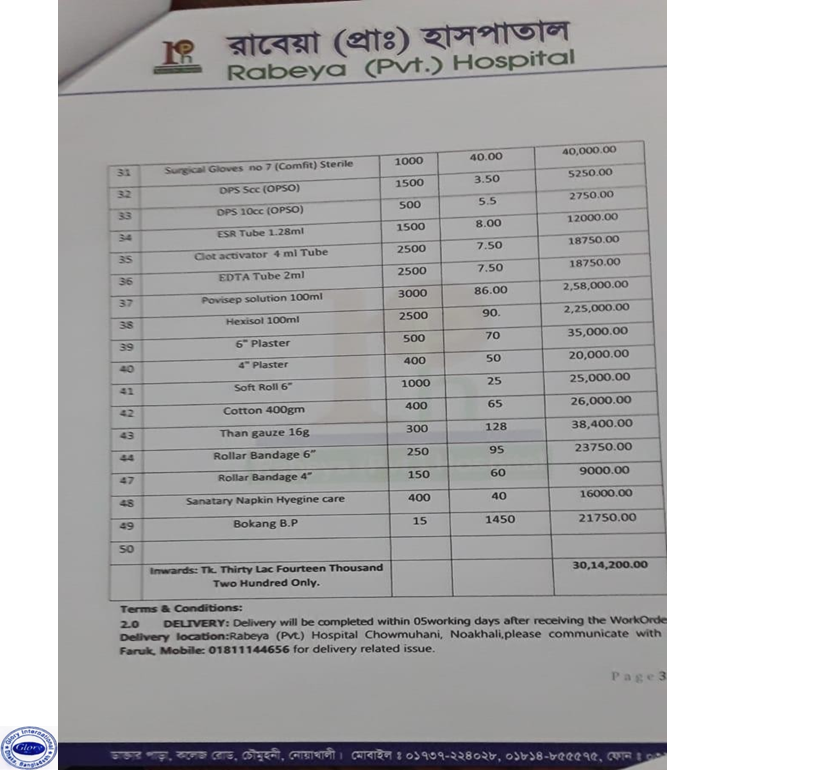 রাবেয়া (প্রাঃ) হাসপাতাল
Rabeya (Pvt.) Hospital
31 Surgical Gloves no 7 (Comfit) Sterile 1000 40.00 40,000.00
32 DPS 5cc (OPSO) 1500 3.50 5250.00
33 DPS 10cc (OPSO) 500 5.5 2750.00
34 ESR Tube 1.28ml 1500 8.00 12000.00
35 Clot activator 4 ml Tube 2500 7.50 18750.00
36 EDTA Tube 2ml 2500 7.50 18750.00
37 Povisep solution 100ml 3000 86.00 2,58,000.00
38 Hexisol 100ml 2500 90. 2,25,000.00
39 6" Plaster 500 70 35,000.00
40 4" Plaster 400 50 20,000.00
41 Soft Roll 6" 1000 25 25,000.00
42 Cotton 400gm 400 65 26,000.00
43 Than gauze 16g 300 128 38,400.00
44 Rollar Bandage 6" 250 95 23750.00
47 Rollar Bandage 4" 150 60 9000.00
48 Sanatary Napkin Hyegine care 400 40 16000.00
49 Bokang B.P 15 1450 21750.00
50
Inwards: Tk. Thirty Lac Fourteen Thousand 30,14,200.00
Two Hundred Only.
Terms & Conditions:
2.0 DELIVERY: Delivery will be completed within 05working days after receiving the WorkOrde
Delivery location:Rabeya (Pvt.) Hospital Chowmuhani, Noakhali,please communicate with
Faruk, Mobile: 01811144656 for delivery related issue.
Page3
ডাক্তার পাড়া, কলেজ রোড, চৌমুহনী, নোয়াখালী। মোবাইল ঃ ০১৭৩৭-২২৪০২৮, ০১৮১৪-৮৫৫৫৭৫, ফোন ঃ
Glory International
Glory